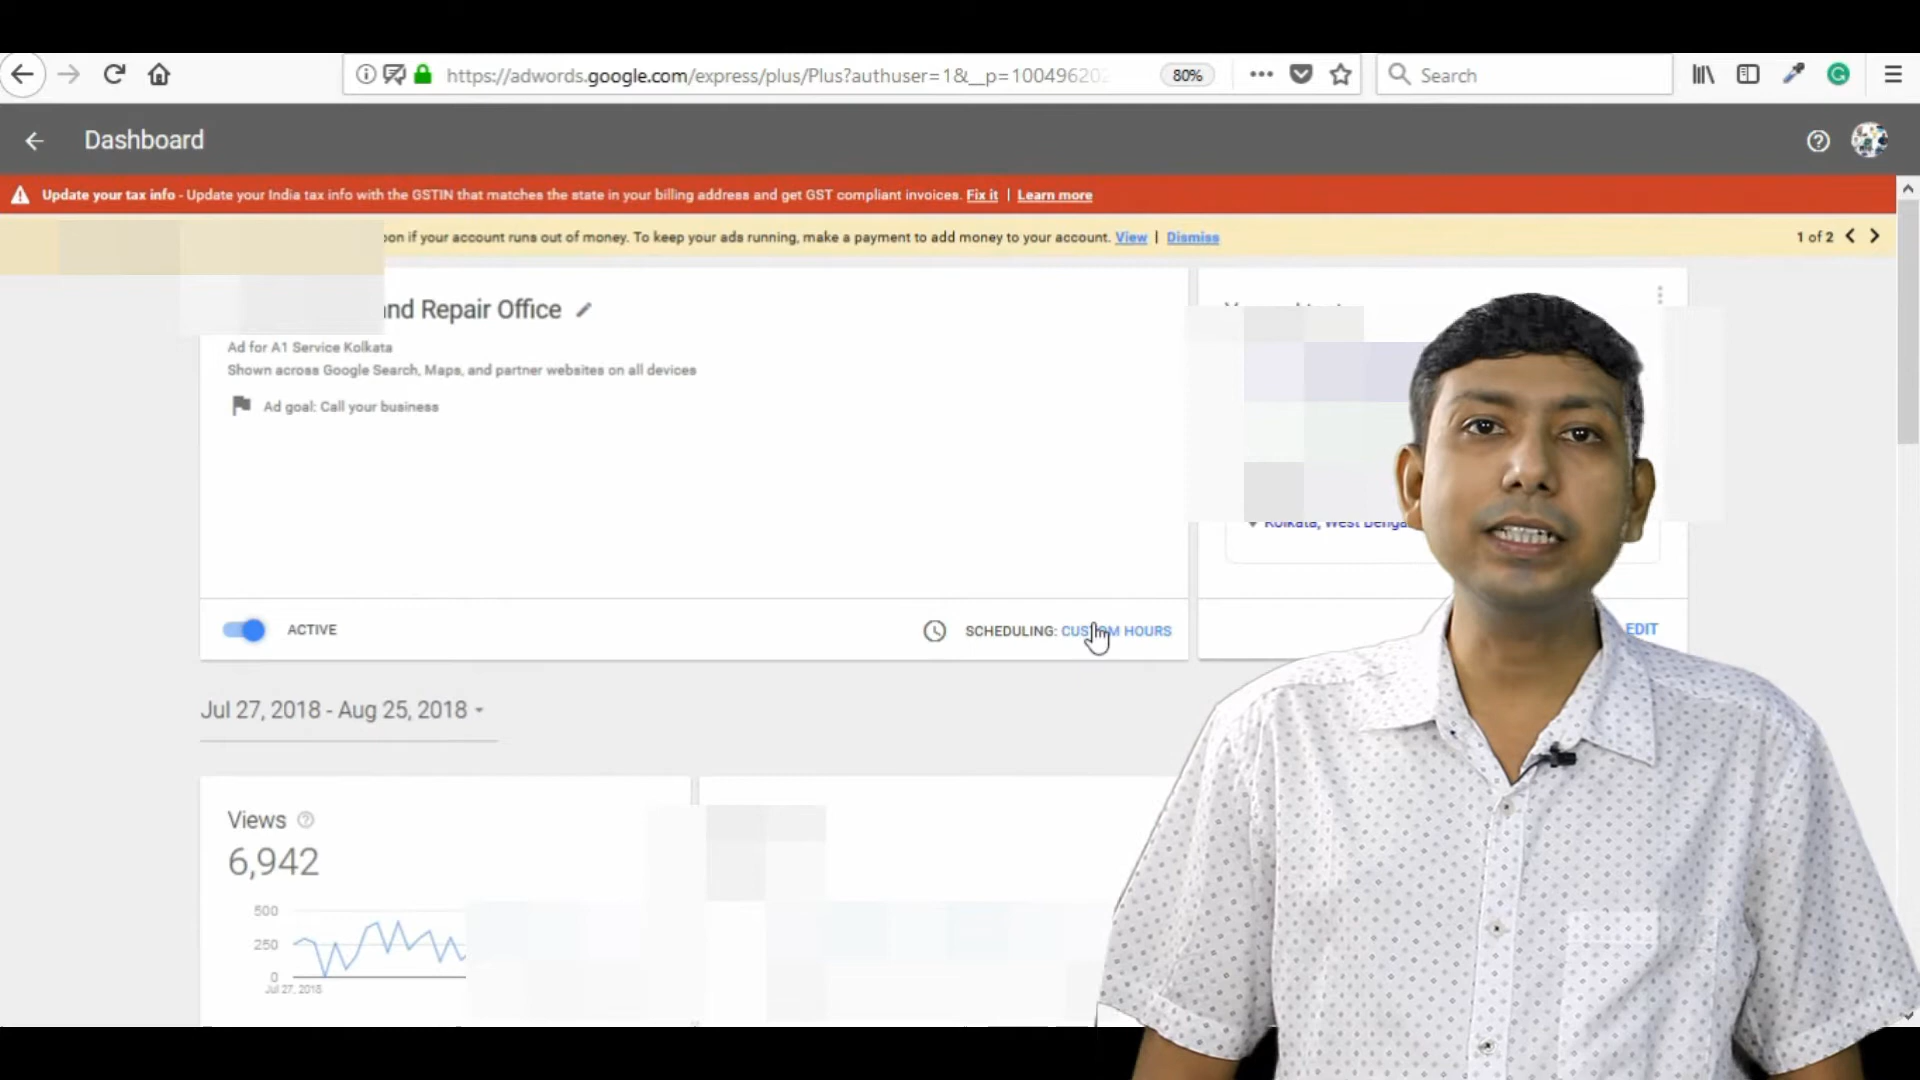 https://adwords.google.com/express/plus/Plus?authuser=1&__p=100496202
80%
Search
Dashboard
Update your tax info - Update your India tax info with the GSTIN that matches the state in your billing address and get GST compliant invoices. Fix it | Learn more
if your account runs out of money. To keep your ads running, make a payment to add money to your account. View | Dismiss
1 of 2
and Repair Office
Ad for A1 Service Kolkata
Shown across Google Search, Maps, and partner websites on all devices
Ad goal: Call your business
Kolkata, West
ACTIVE
SCHEDULING: CUSTOM HOURS
EDIT
Jul 27, 2018 - Aug 25, 2018
Views
6,942
500
250
0
Jul 27, 2018